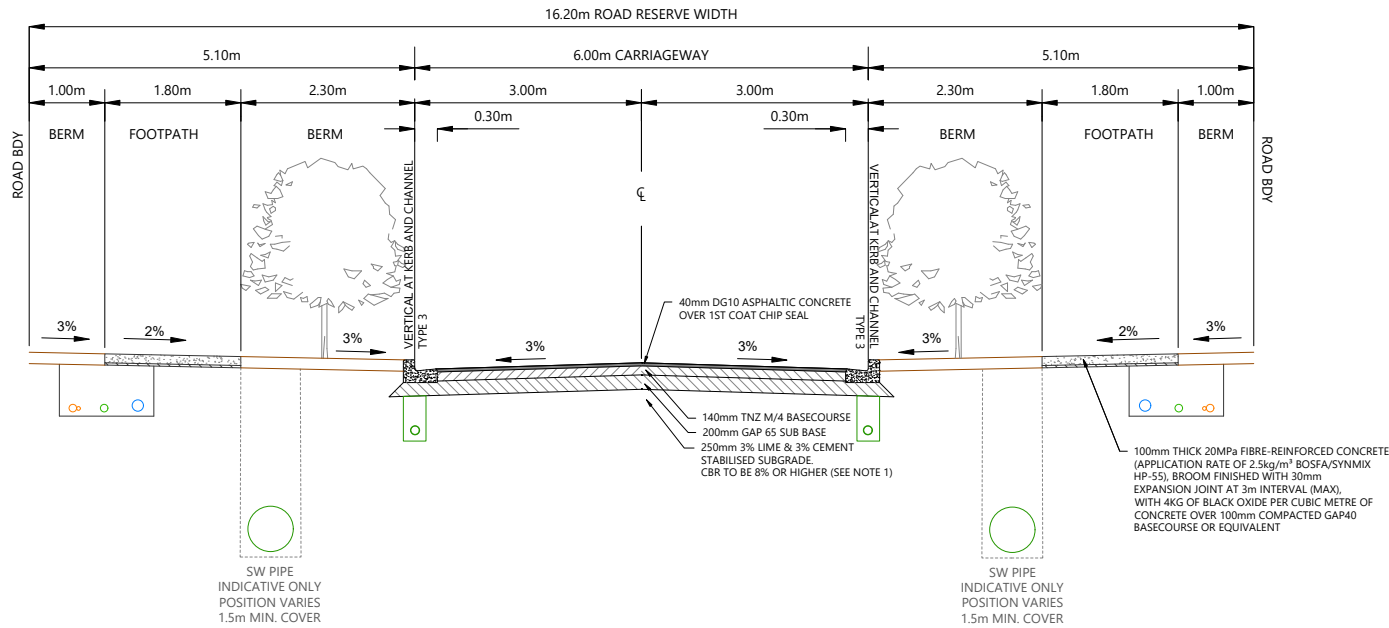 16.20m ROAD RESERVE WIDTH
5.10m
6.00m CARRIAGEWAY
5.10m
1.00m
1.80m
2.30m
3.00m
3.00m
2.30m
1.80m
1.00m
0.30m
0.30m
BERM
FOOTPATH
BERM
BERM
FOOTPATH
BERM
ROAD BDY
VERTICAL AT KERB AND CHANNEL
TYPE 3
℄
VERTICAL AT KERB AND CHANNEL
TYPE 3
ROAD BDY
40mm DG10 ASPHALTIC CONCRETE
OVER 1ST COAT CHIP SEAL
3%
2%
3%
3%
3%
3%
2%
3%
140mm TNZ M/4 BASECOURSE
200mm GAP 65 SUB BASE
250mm 3% LIME & 3% CEMENT
STABILISED SUBGRADE.
CBR TO BE 8% OR HIGHER (SEE NOTE 1)
100mm THICK 20MPa FIBRE-REINFORCED CONCRETE
(APPLICATION RATE OF 2.5kg/m³ BOSFA/SYNMIX
HP-55), BROOM FINISHED WITH 30mm
EXPANSION JOINT AT 3m INTERVAL (MAX),
WITH 4KG OF BLACK OXIDE PER CUBIC METRE OF
CONCRETE OVER 100mm COMPACTED GAP40
BASECOURSE OR EQUIVALENT
SW PIPE
INDICATIVE ONLY
POSITION VARIES
1.5m MIN. COVER
SW PIPE
INDICATIVE ONLY
POSITION VARIES
1.5m MIN. COVER